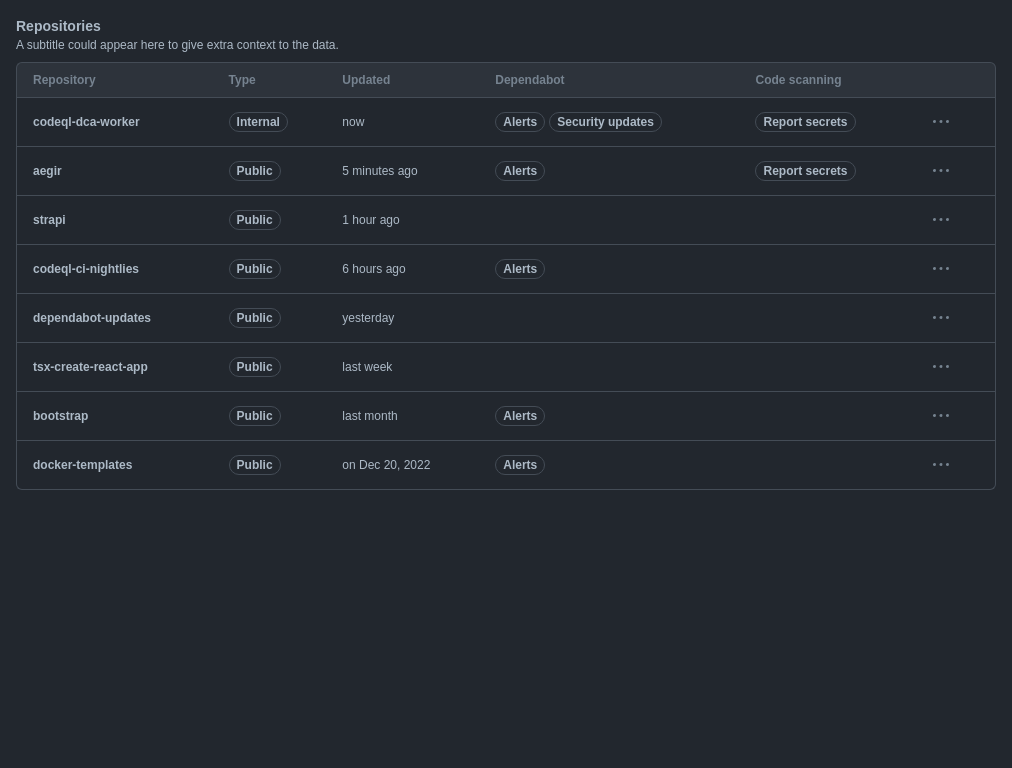 Repositories
A subtitle could appear here to give extra context to the data.
Repository Type Updated Dependabot Code scanning
codeql-dca-worker Internal now Alerts Security updates Report secrets
aegir Public 5 minutes ago Alerts Report secrets
strapi Public 1 hour ago
codeql-ci-nightlies Public 6 hours ago Alerts
dependabot-updates Public yesterday
tsx-create-react-app Public last week
bootstrap Public last month Alerts
docker-templates Public on Dec 20, 2022 Alerts